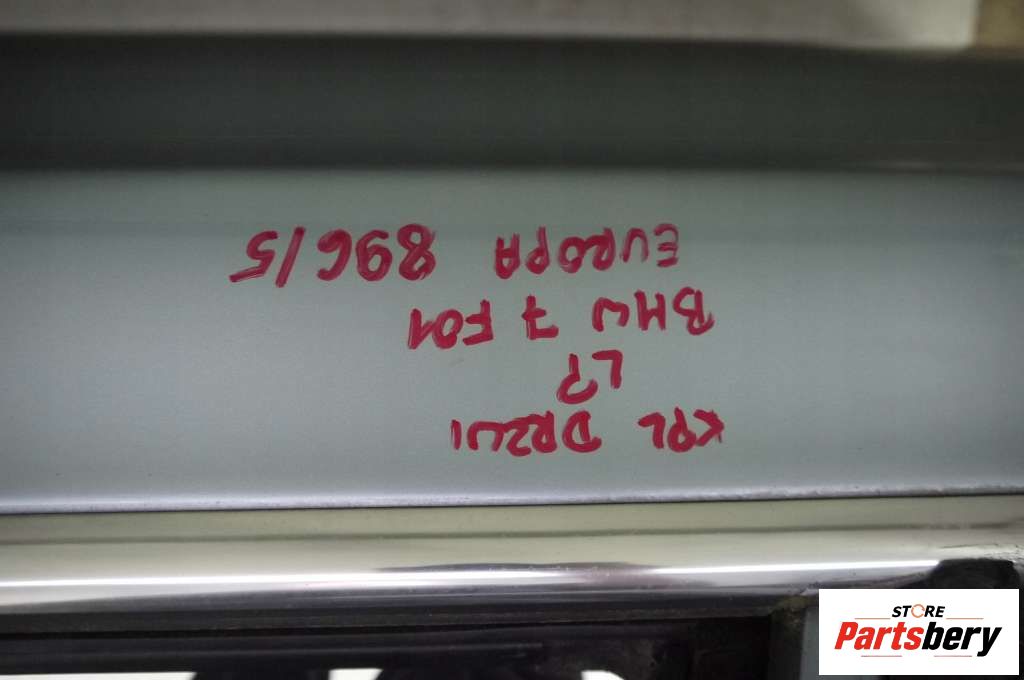 KPL DRZWI
LP
BMW 7 F01
EUROPA 896/5
STORE
Partsbery